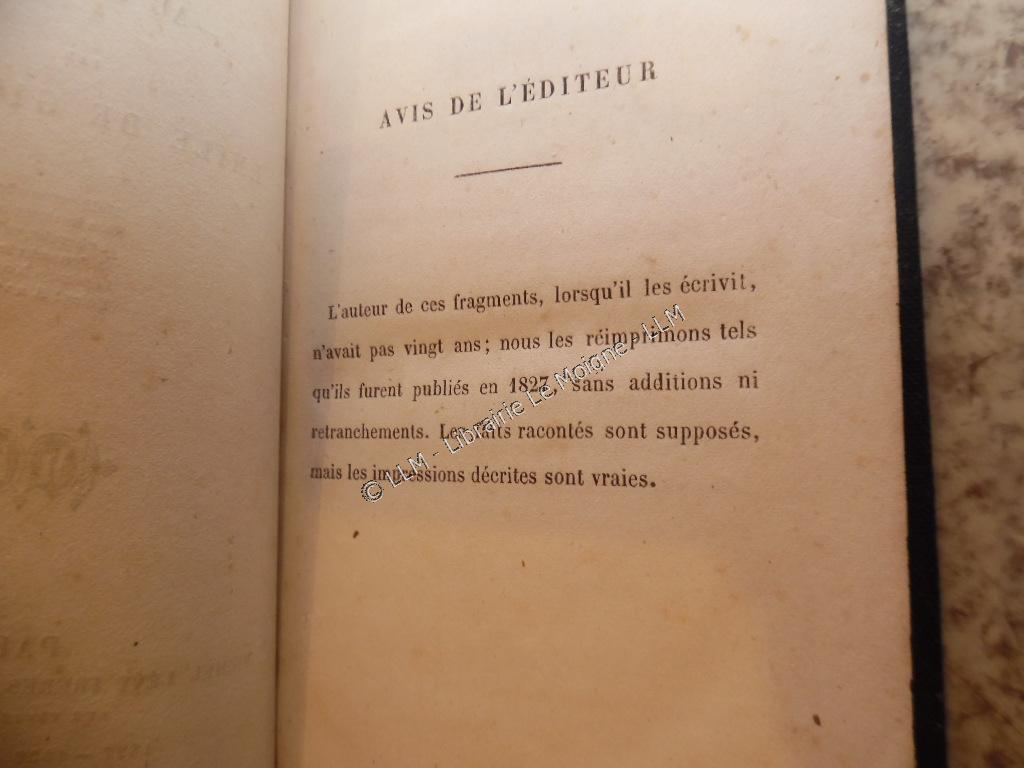 AVIS DE L'ÉDITEUR
L'auteur de ces fragments, lorsqu'il les écrivit,
n'avait pas vingt ans ; nous les réimprimons tels
qu'ils furent publiés en 1827, sans additions ni
retranchements. Les faits racontés sont supposés,
mais les impressions décrites sont vraies.
© LLM - Librairie Le Moigne - LLM